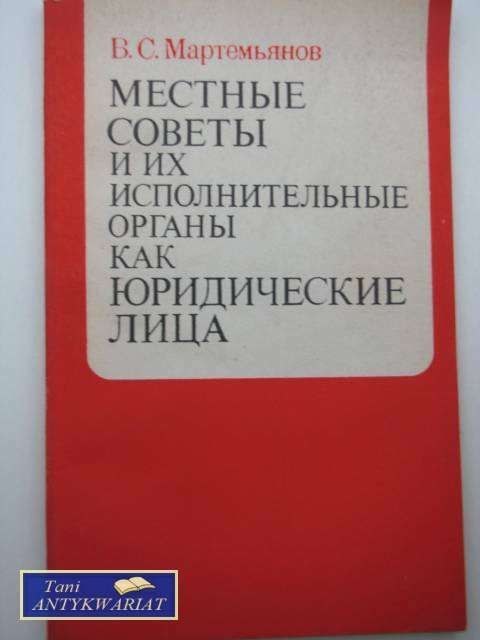 В. С. Мартемьянов
МЕСТНЫЕ
СОВЕТЫ
И ИХ
ИСПОЛНИТЕЛЬНЫЕ
ОРГАНЫ
КАК
ЮРИДИЧЕСКИЕ
ЛИЦА
Tani
ANTYKWARIAT